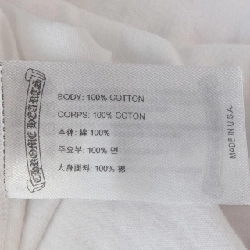 CHROME HEARTS
BODY: 100% COTTON
CORPS: 100% COTON
本体: 綿 100%
주요부: 100% 면
大身面料: 100% 棉
MADE IN U.S.A.